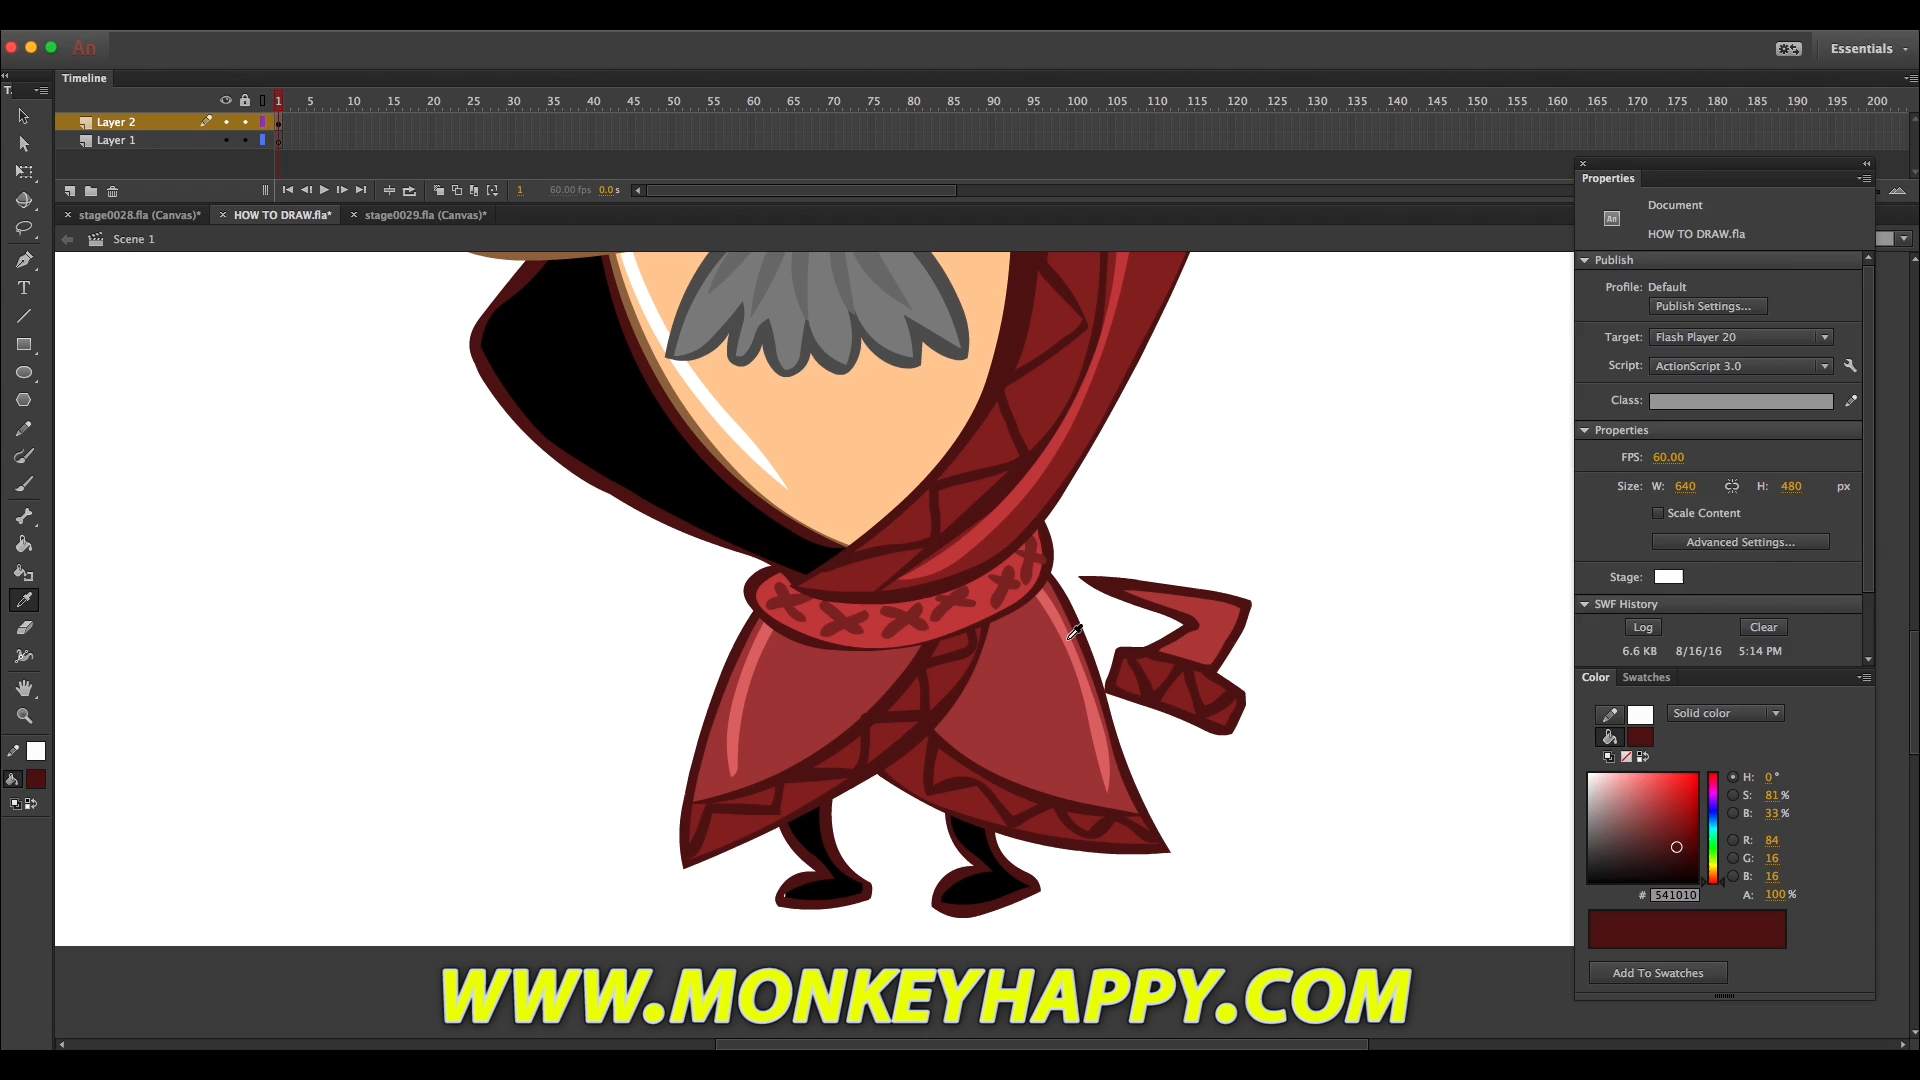 An
Essentials
Timeline
T.
1 5 10 15 20 25 30 35 40 45 50 55 60 65 70 75 80 85 90 95 100 105 110 115 120 125 130 135 140 145 150 155 160 165 170 175 180 185 190 195 200
Layer 2
Layer 1
1 60.00 fps 0.0 s
stage0028.fla (Canvas)* HOW TO DRAW.fla* stage0029.fla (Canvas)*
Scene 1
Properties
Document
An
HOW TO DRAW.fla
Publish
Profile: Default
Publish Settings...
Target: Flash Player 20
Script: ActionScript 3.0
Class:
Properties
FPS: 60.00
Size: W: 640 H: 480 px
Scale Content
Advanced Settings...
Stage:
SWF History
Log Clear
6.6 KB 8/16/16 5:14 PM
Color Swatches
Solid color
H: 0 °
S: 81 %
B: 33 %
R: 84
G: 16
B: 16
# 541010 A: 100 %
Add To Swatches
WWW.MONKEYHAPPY.COM